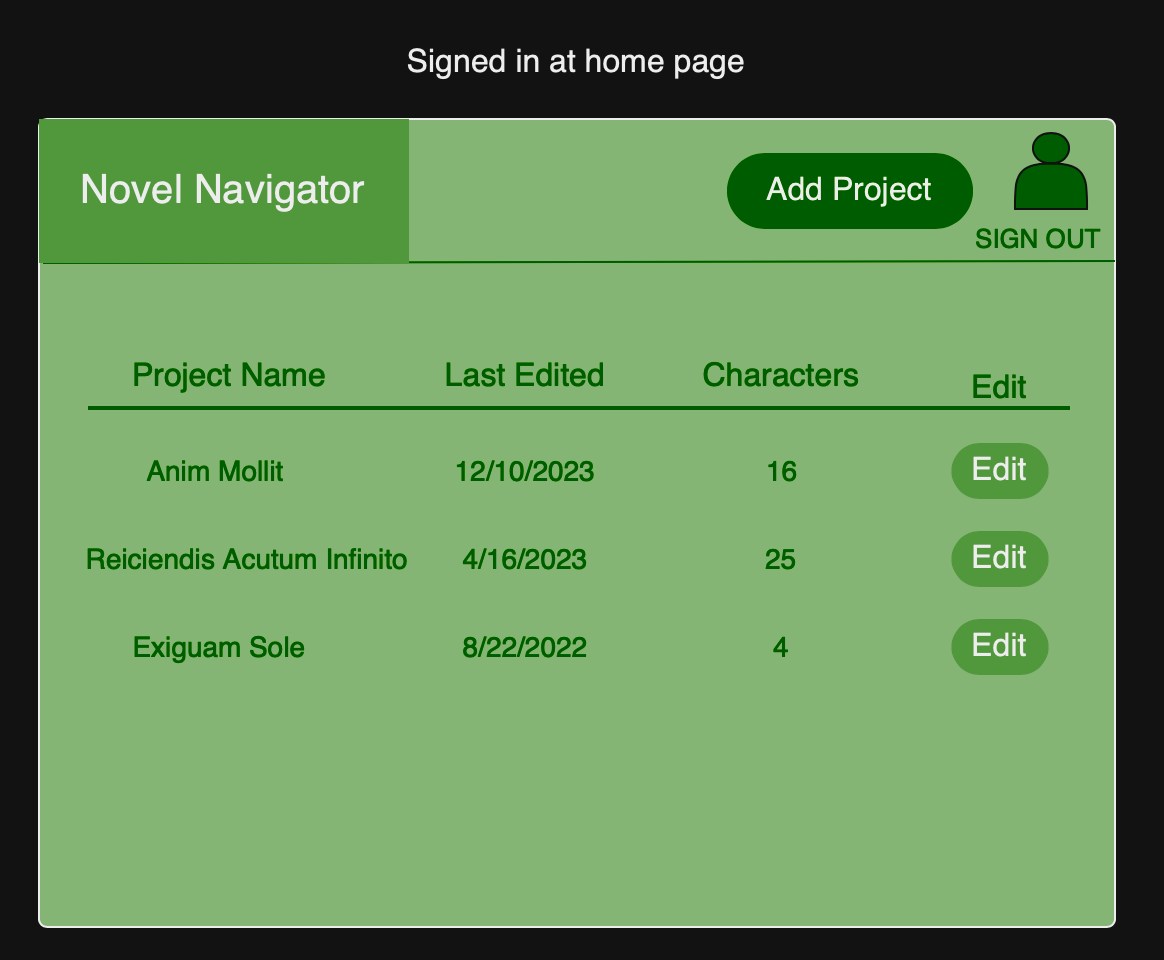 Signed in at home page
Novel Navigator
Add Project
SIGN OUT
Project Name Last Edited Characters Edit
Anim Mollit 12/10/2023 16 Edit
Reiciendis Acutum Infinito 4/16/2023 25 Edit
Exiguam Sole 8/22/2022 4 Edit